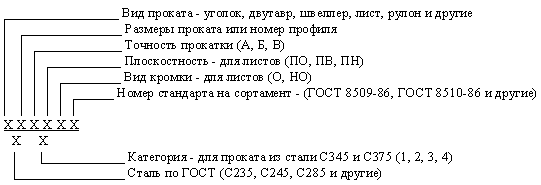 Вид проката - уголок, двутавр, швеллер, лист, рулон и другие
Размеры проката или номер профиля
Точность прокатки (А, Б, В)
Плоскостность - для листов (ПО, ПВ, ПН)
Вид кромки - для листов (О, НО)
Номер стандарта на сортамент - (ГОСТ 8509-86, ГОСТ 8510-86 и другие)
X X X X X X
X X
Категория - для проката из стали С345 и С375 (1, 2, 3, 4)
Сталь по ГОСТ (С235, С245, С285 и другие)